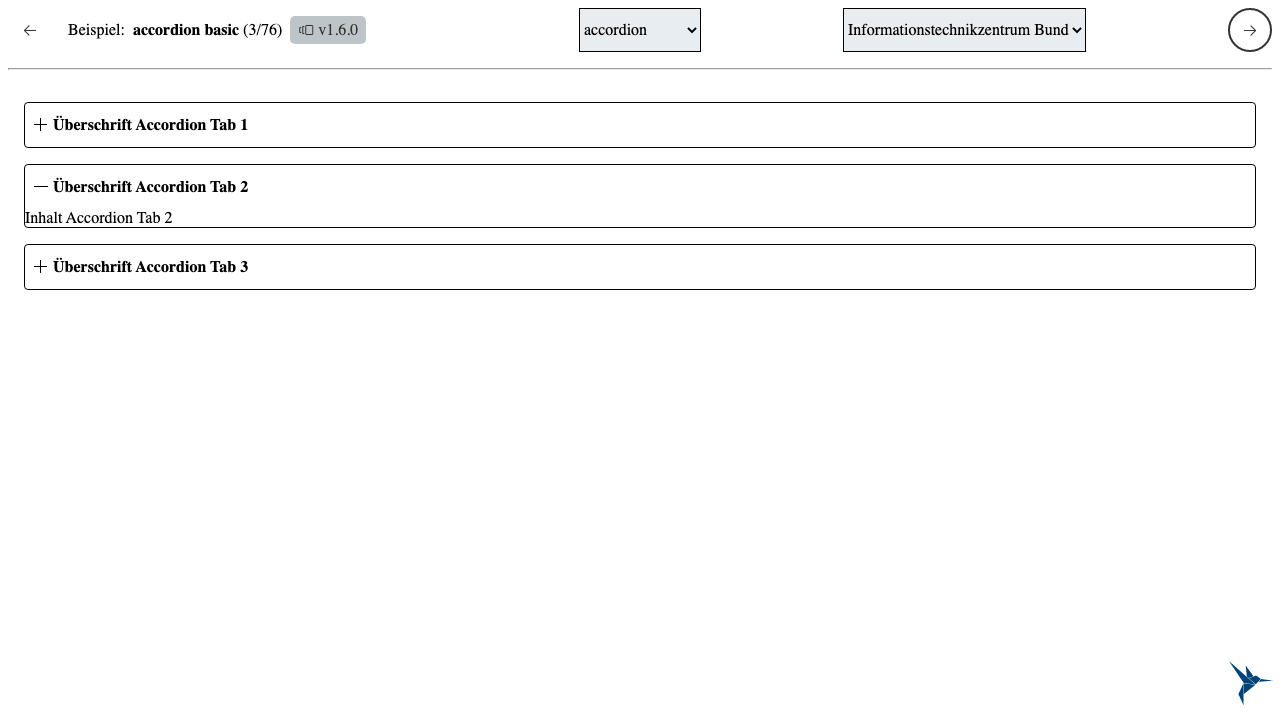 Beispiel: accordion basic (3/76) v1.6.0 accordion Informationstechnikzentrum Bund
Überschrift Accordion Tab 1
Überschrift Accordion Tab 2
Inhalt Accordion Tab 2
Überschrift Accordion Tab 3